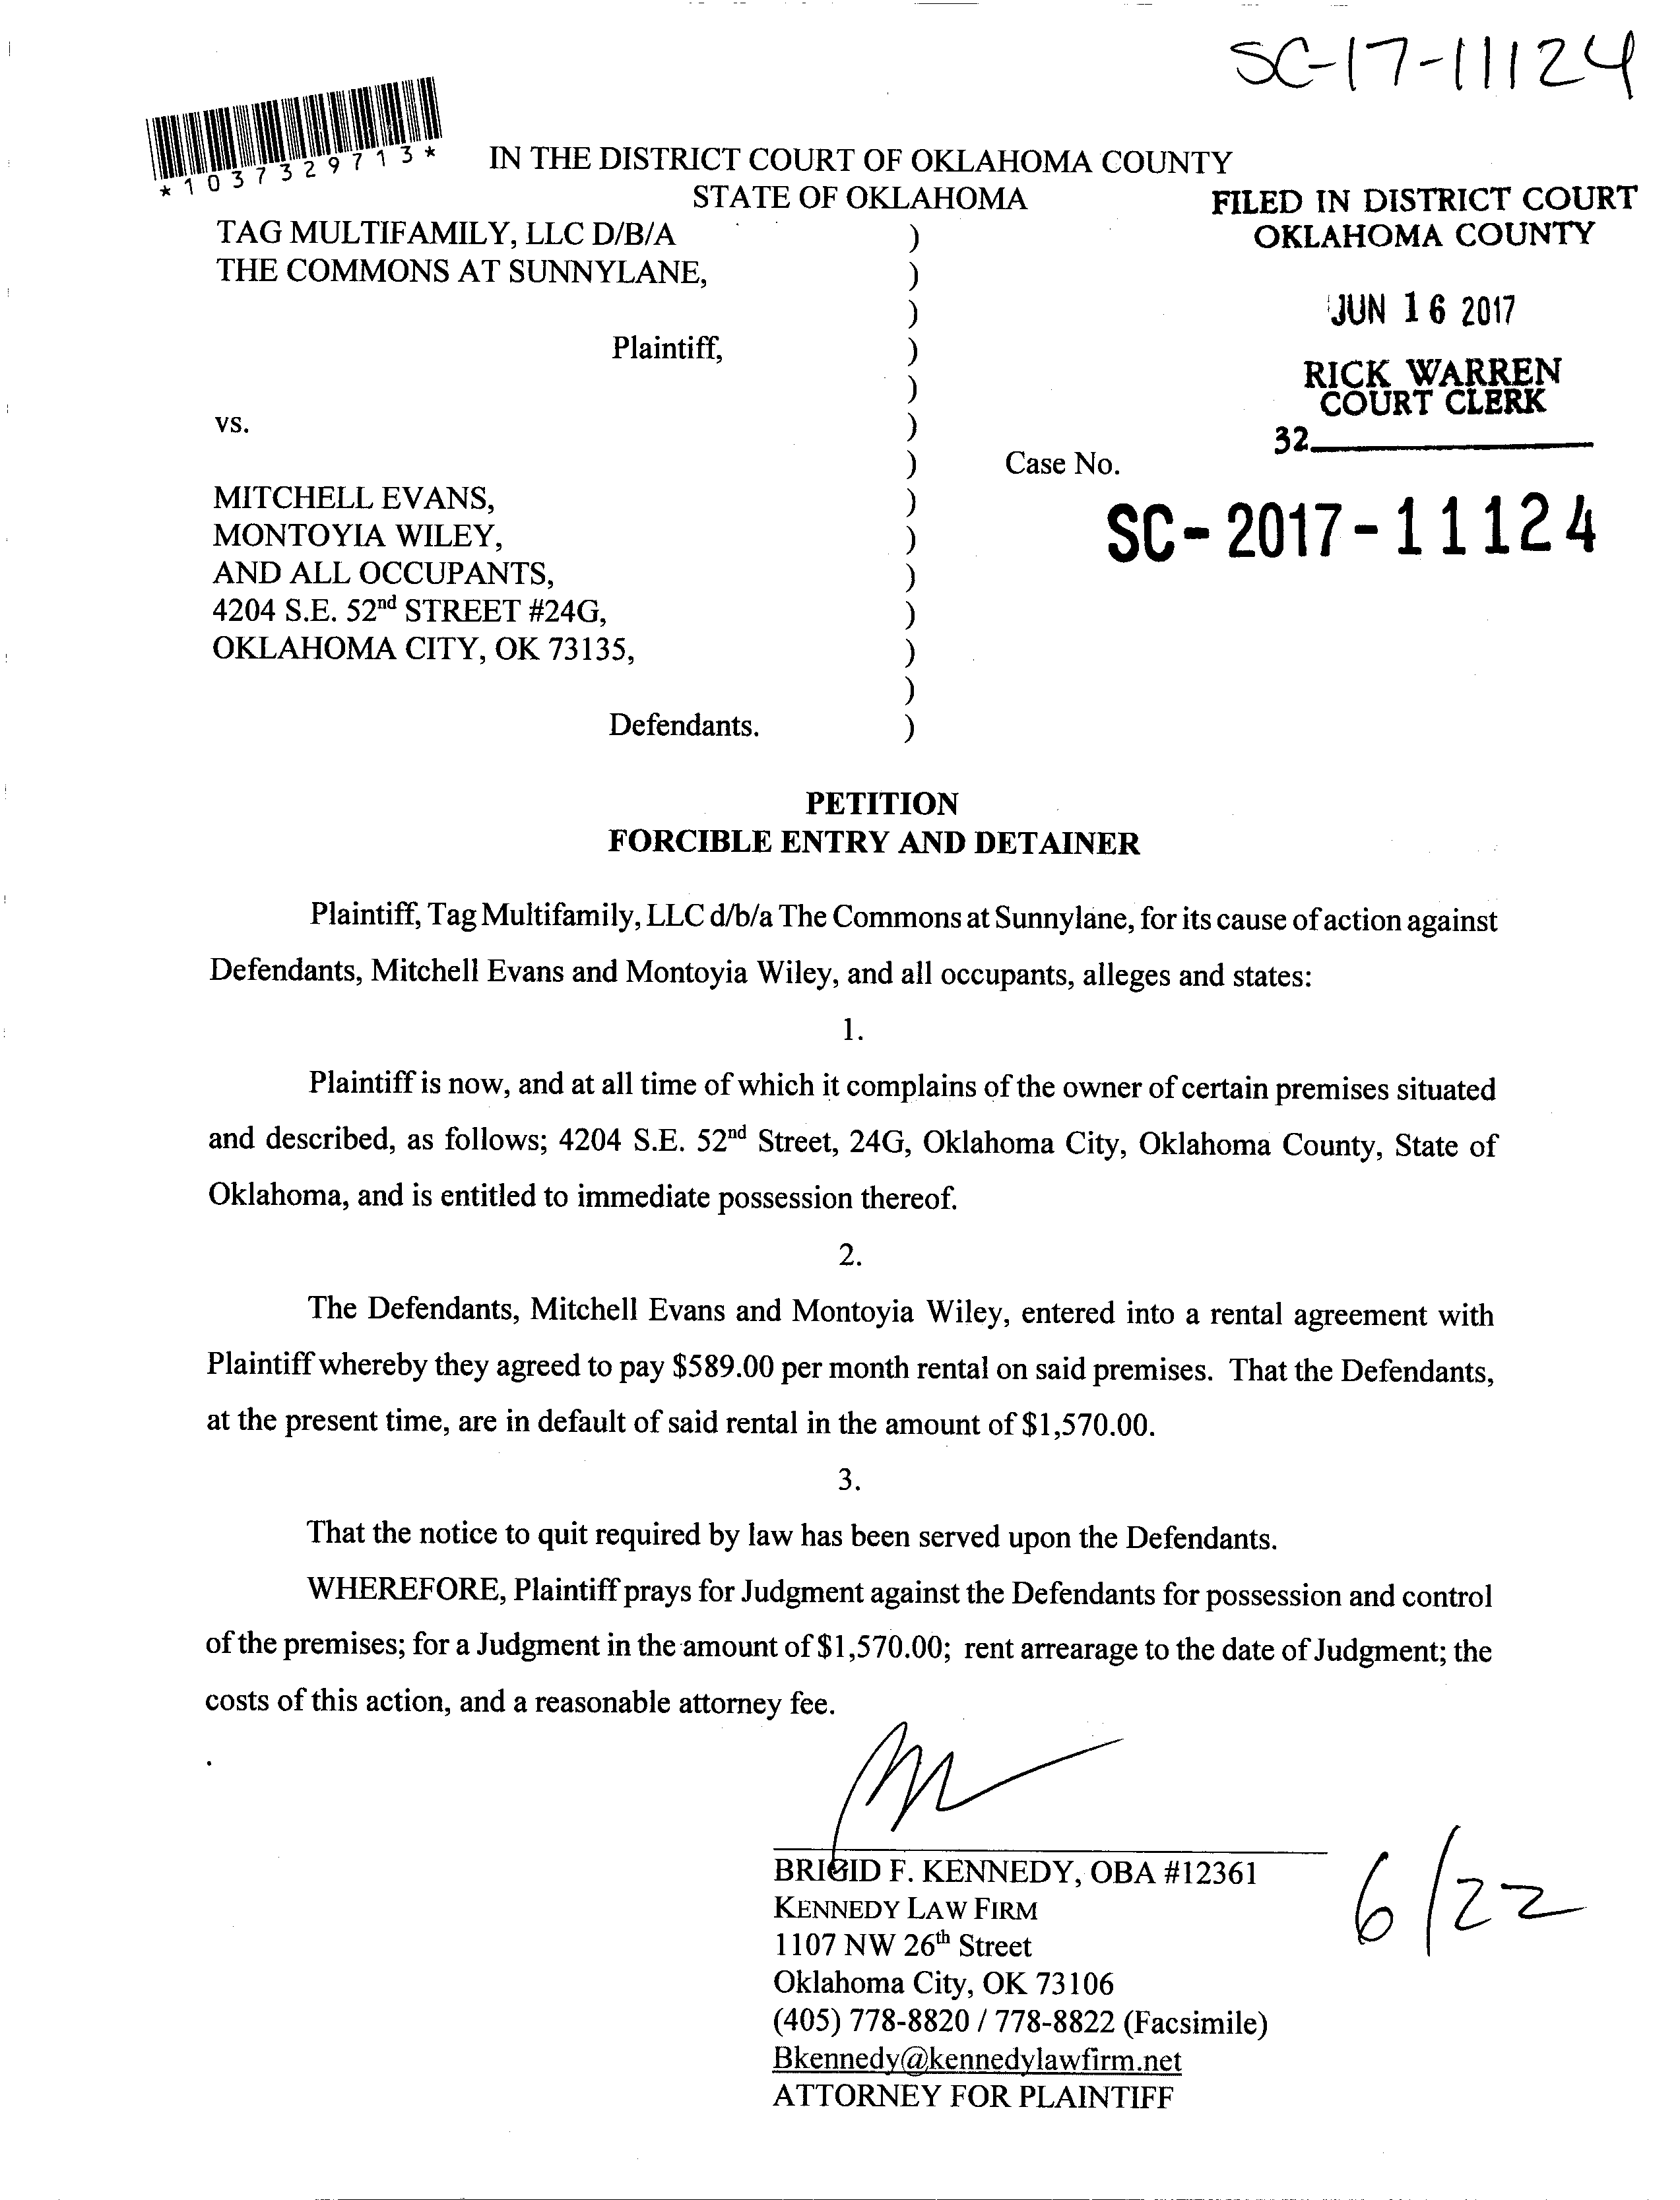 SC-17-11124
*1037329713*
IN THE DISTRICT COURT OF OKLAHOMA COUNTY
STATE OF OKLAHOMA
FILED IN DISTRICT COURT
OKLAHOMA COUNTY
JUN 16 2017
RICK WARREN
COURT CLERK
32
TAG MULTIFAMILY, LLC D/B/A )
THE COMMONS AT SUNNYLANE, )
)
Plaintiff, )
)
vs. )
) Case No.
MITCHELL EVANS, )
SC-2017-11124
MONTOYIA WILEY, )
AND ALL OCCUPANTS, )
4204 S.E. 52nd STREET #24G, )
OKLAHOMA CITY, OK 73135, )
)
Defendants. )
PETITION
FORCIBLE ENTRY AND DETAINER
Plaintiff, Tag Multifamily, LLC d/b/a The Commons at Sunnylane, for its cause of action against
Defendants, Mitchell Evans and Montoyia Wiley, and all occupants, alleges and states:
1.
Plaintiff is now, and at all time of which it complains of the owner of certain premises situated
and described, as follows; 4204 S.E. 52nd Street, 24G, Oklahoma City, Oklahoma County, State of
Oklahoma, and is entitled to immediate possession thereof.
2.
The Defendants, Mitchell Evans and Montoyia Wiley, entered into a rental agreement with
Plaintiff whereby they agreed to pay $589.00 per month rental on said premises. That the Defendants,
at the present time, are in default of said rental in the amount of $1,570.00.
3.
That the notice to quit required by law has been served upon the Defendants.
WHEREFORE, Plaintiff prays for Judgment against the Defendants for possession and control
of the premises; for a Judgment in the amount of $1,570.00; rent arrearage to the date of Judgment; the
costs of this action, and a reasonable attorney fee.
BRIGID F. KENNEDY, OBA #12361
KENNEDY LAW FIRM
1107 NW 26th Street
Oklahoma City, OK 73106
(405) 778-8820 / 778-8822 (Facsimile)
Bkennedy@kennedylawfirm.net
ATTORNEY FOR PLAINTIFF
6/22